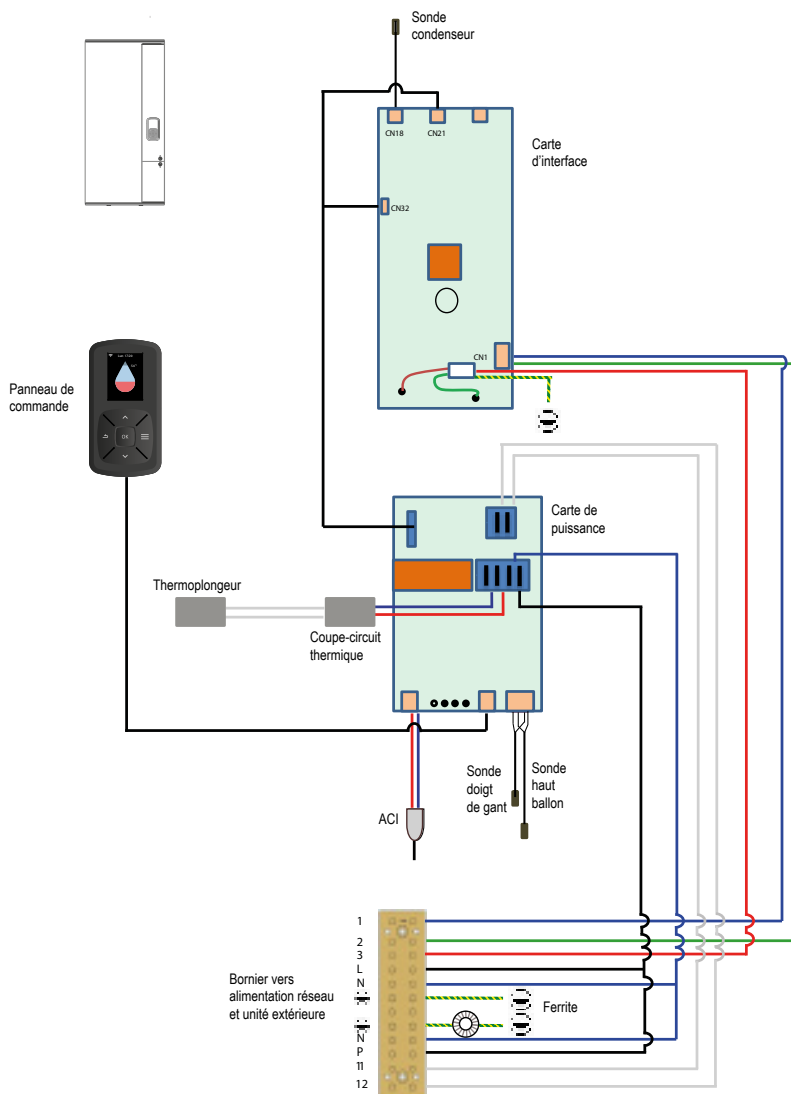 Sonde
condenseur
CN18
CN21
Carte
d'interface
CN32
CN1
Panneau de
commande
OK
Carte de
puissance
Thermoplongeur
Coupe-circuit
thermique
Sonde
doigt
de gant
Sonde
haut
ballon
ACI
1
2
3
L
N
Bornier vers
alimentation réseau
et unité extérieure
Ferrite
N
P
11
12